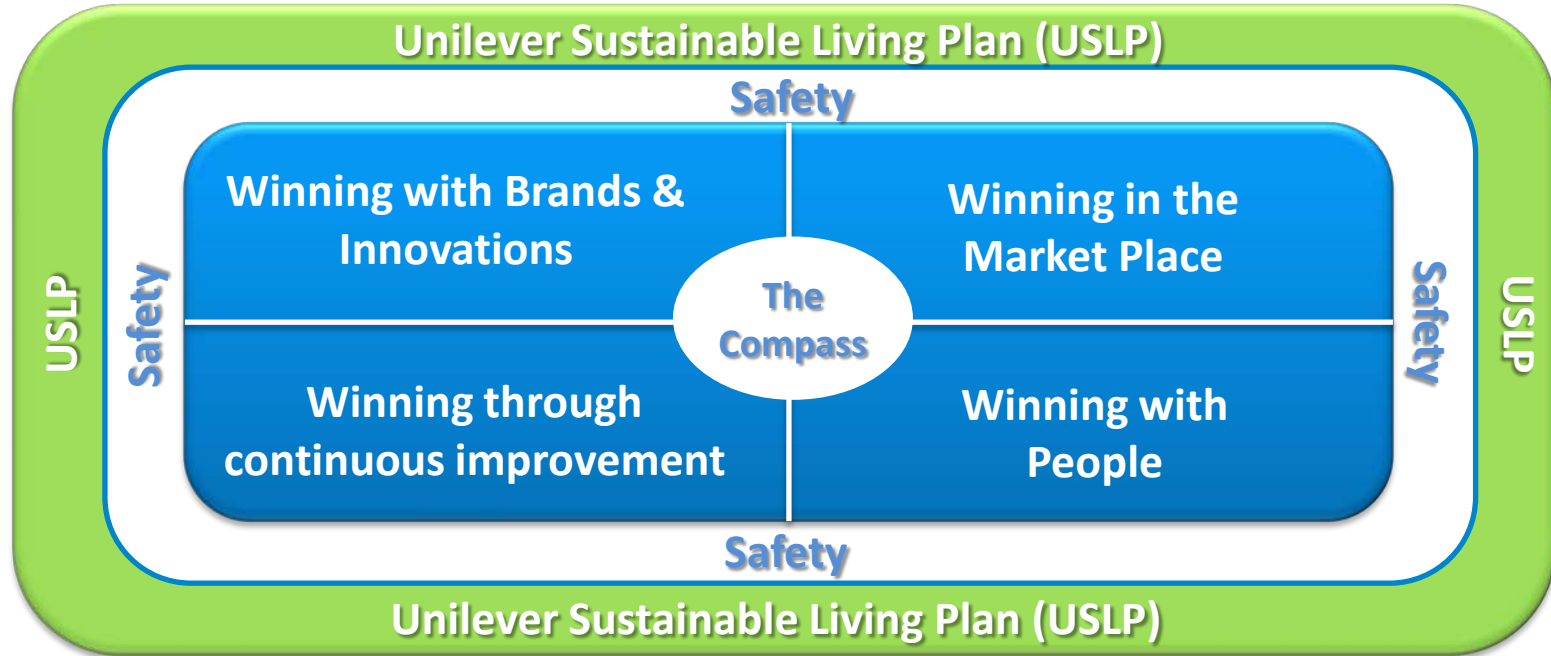 Unilever Sustainable Living Plan (USLP)
Safety
Winning with Brands &
Innovations
Winning in the
Market Place
USLP
Safety
The
Compass
Safety
USLP
Winning through
continuous improvement
Winning with
People
Safety
Unilever Sustainable Living Plan (USLP)